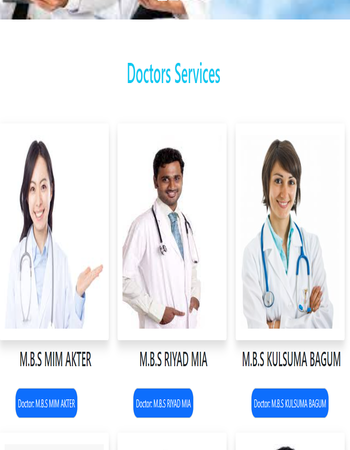 Doctors Services
M.B.S MIM AKTER
M.B.S RIYAD MIA
M.B.S KULSUMA BAGUM
Doctor: M.B.S MIM AKTER
Doctor: M.B.S RIYAD MIA
Doctor: M.B.S KULSUMA BAGUM